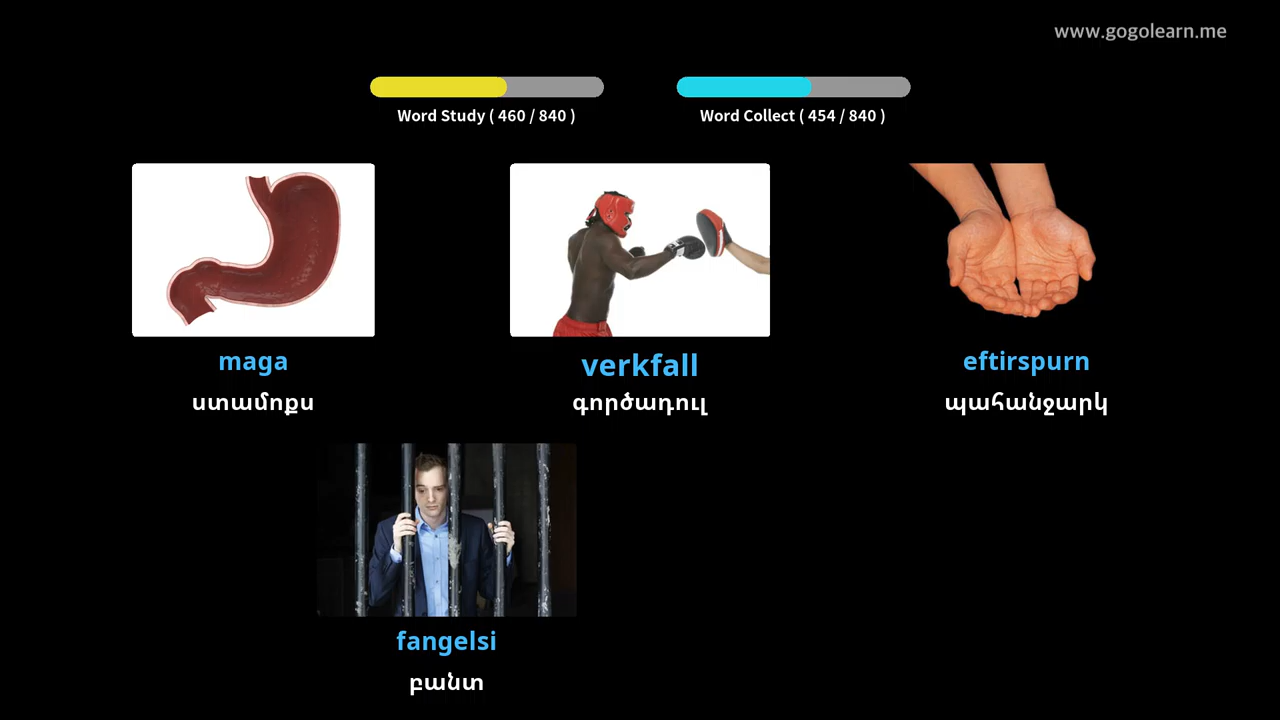 www.gogolearn.me
Word Study ( 460 / 840 )
Word Collect ( 454 / 840 )
maga
ստամոքս
verkfall
գործադուլ
eftirspurn
պահանջարկ
fangelsi
բանտ